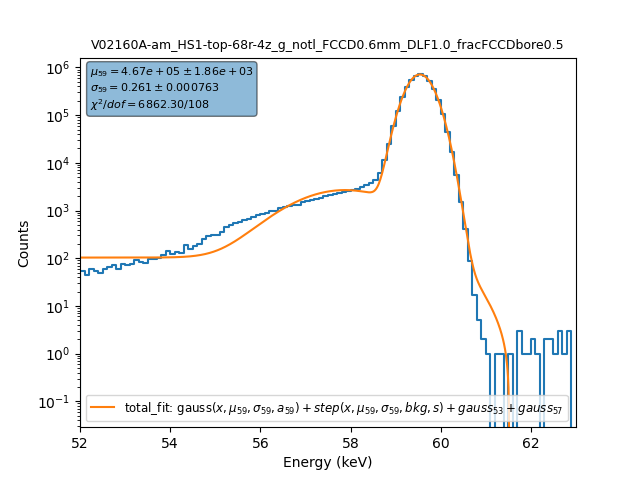 V02160A-am_HS1-top-68r-4z_g_notl_FCCD0.6mm_DLF1.0_fracFCCDbore0.5
μ₅₉ = 4.67e + 05 ± 1.86e + 03
σ₅₉ = 0.261 ± 0.000763
χ²/dof = 6862.30/108
10⁶
10⁵
10⁴
10³
10²
10¹
10⁰
10⁻¹
Counts
total_fit: gauss(x, μ₅₉, σ₅₉, a₅₉) + step(x, μ₅₉, σ₅₉, bkg, s) + gauss₅₃ + gauss₅₇
52 54 56 58 60 62
Energy (keV)